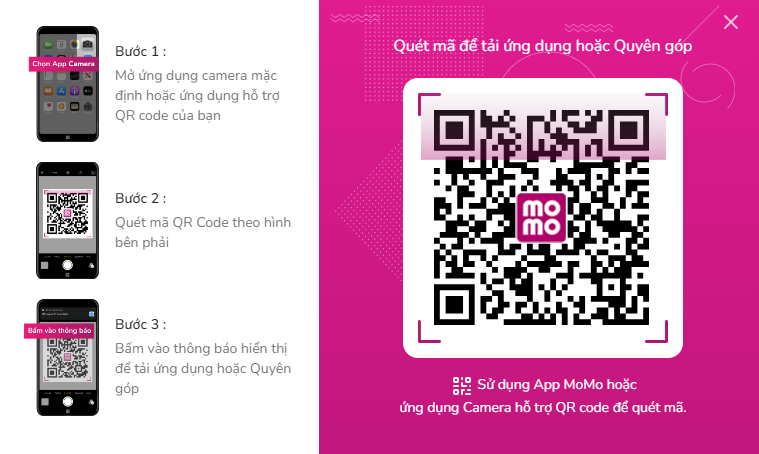 Chọn App Camera
Bước 1 :
Mở ứng dụng camera mặc
định hoặc ứng dụng hỗ trợ
QR code của bạn
Bước 2 :
Quét mã QR Code theo hình
bên phải
Bấm vào thông báo
Bước 3 :
Bấm vào thông báo hiển thị
để tải ứng dụng hoặc Quyên
góp
Quét mã để tải ứng dụng hoặc Quyên góp
mo
mo
Sử dụng App MoMo hoặc
ứng dụng Camera hỗ trợ QR code để quét mã.